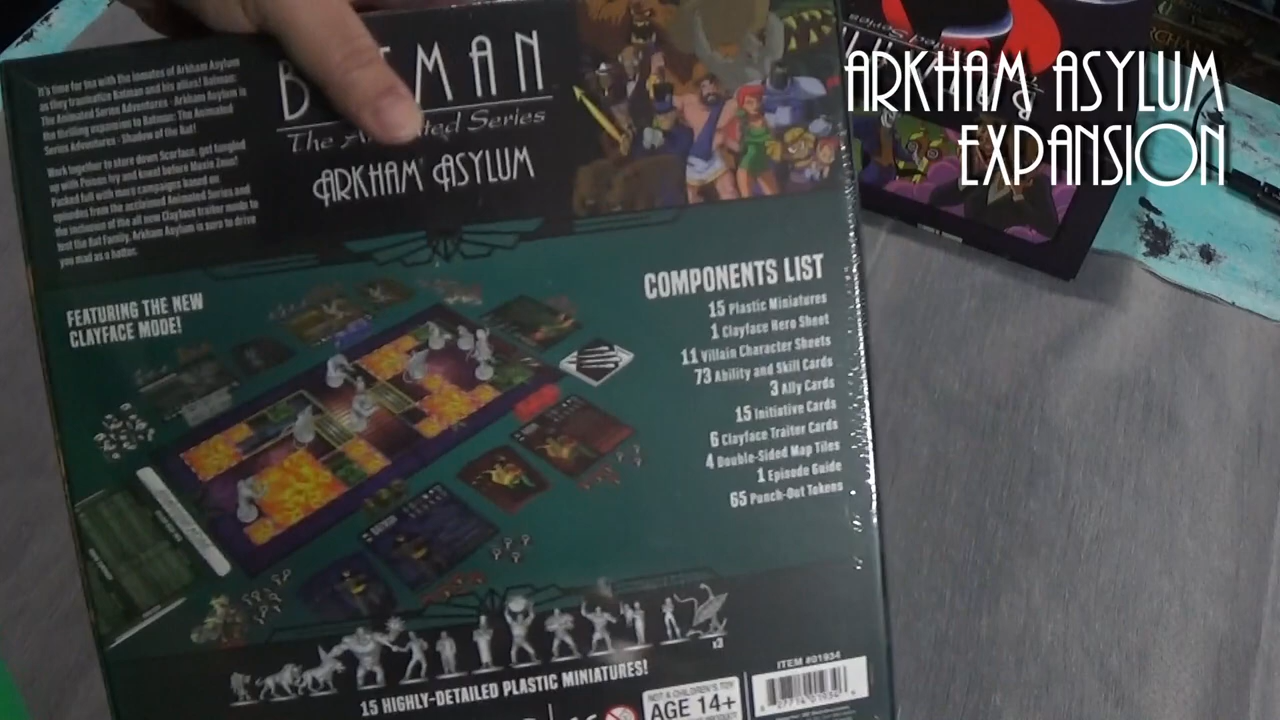 It's time for tea with the inmates of Arkham Asylum
as they traumatize Batman and his allies! Batman:
The Animated Series Adventures - Arkham Asylum is
the thrilling expansion to Batman: The Animated
Series Adventures - Shadow of the Bat!
Work together to stare down Scarface, get tangled
up with Poison Ivy and kneel before Maxie Zeus!
Packed full with more campaigns based on
episodes from the acclaimed Animated Series and
the inclusion of the all new Clayface traitor mode to
test the Bat Family, Arkham Asylum is sure to drive
you mad as a hatter.
B MAN
The A ted Series
ARKHAM ASYLUM
ARKHAM ASYLUM
EXPANSION
FEATURING THE NEW
CLAYFACE MODE!
COMPONENTS LIST
15 Plastic Miniatures
1 Clayface Hero Sheet
11 Villain Character Sheets
73 Ability and Skill Cards
3 Ally Cards
15 Initiative Cards
6 Clayface Traitor Cards
4 Double-Sided Map Tiles
1 Episode Guide
65 Punch-Out Tokens
x3
15 HIGHLY-DETAILED PLASTIC MINIATURES!
NOT A CHILDREN'S TOY
AGE 14+
ITEM #01934